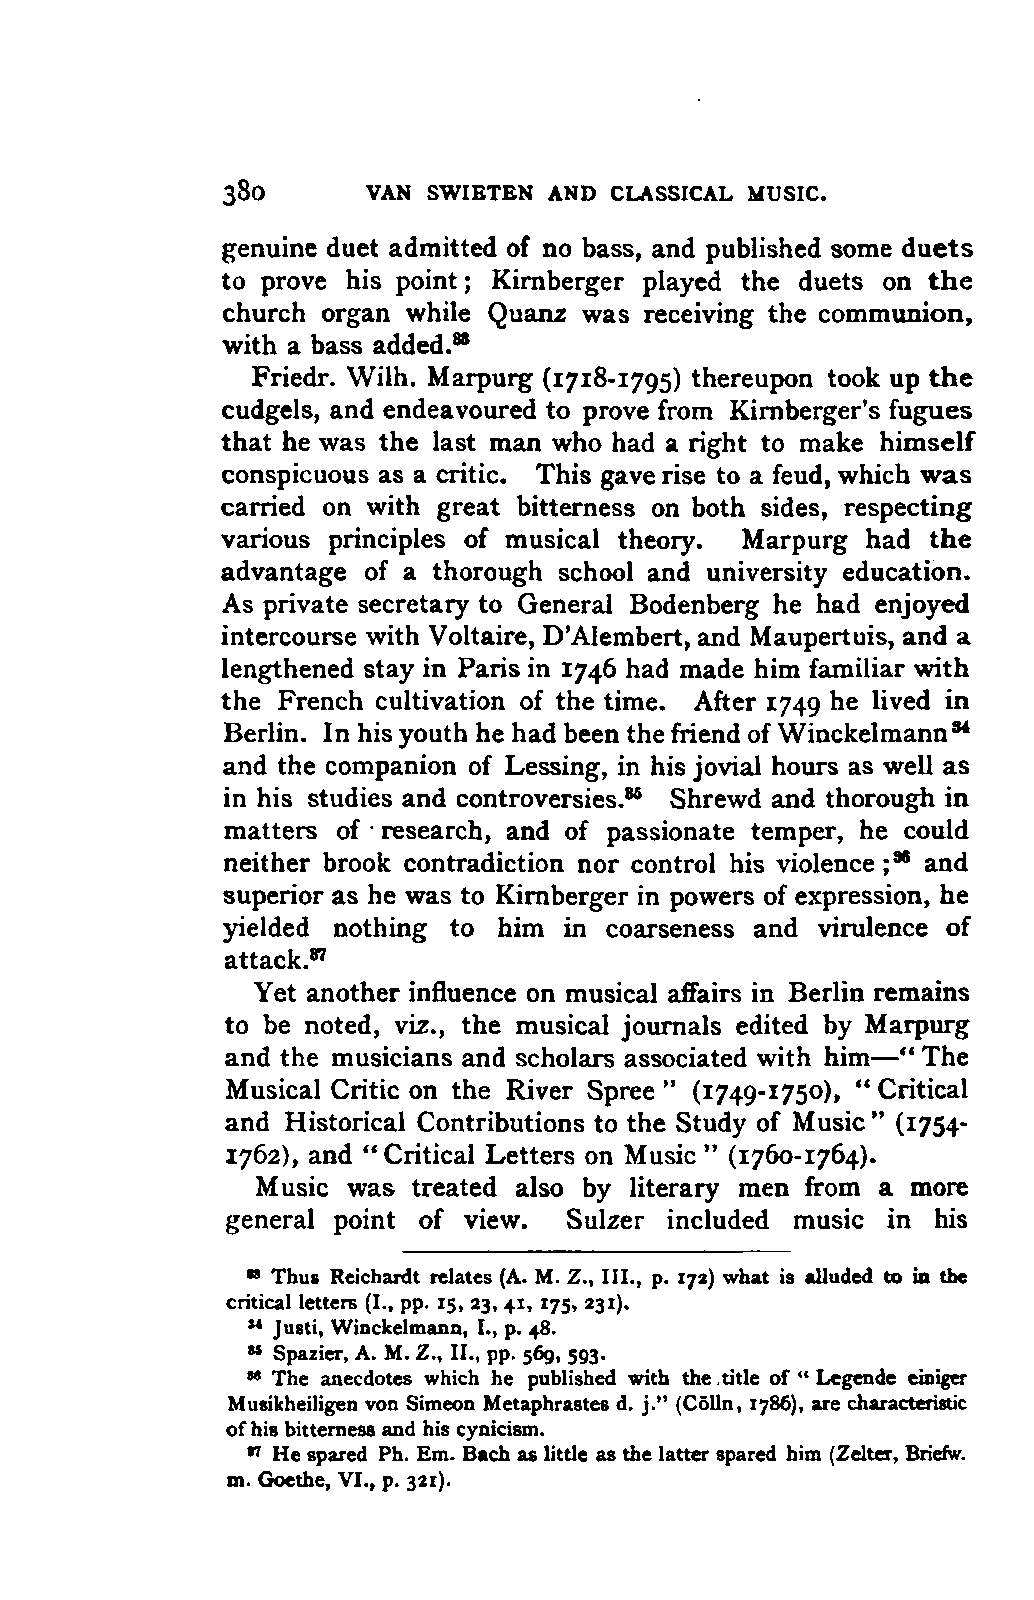 380 VAN SWIETEN AND CLASSICAL MUSIC.
genuine duet admitted of no bass, and published some duets
to prove his point; Kirnberger played the duets on the
church organ while Quanz was receiving the communion,
with a bass added.³³
Friedr. Wilh. Marpurg (1718-1795) thereupon took up the
cudgels, and endeavoured to prove from Kirnberger's fugues
that he was the last man who had a right to make himself
conspicuous as a critic. This gave rise to a feud, which was
carried on with great bitterness on both sides, respecting
various principles of musical theory. Marpurg had the
advantage of a thorough school and university education.
As private secretary to General Bodenberg he had enjoyed
intercourse with Voltaire, D'Alembert, and Maupertuis, and a
lengthened stay in Paris in 1746 had made him familiar with
the French cultivation of the time. After 1749 he lived in
Berlin. In his youth he had been the friend of Winckelmann³⁴
and the companion of Lessing, in his jovial hours as well as
in his studies and controversies.³⁵ Shrewd and thorough in
matters of research, and of passionate temper, he could
neither brook contradiction nor control his violence;³⁶ and
superior as he was to Kirnberger in powers of expression, he
yielded nothing to him in coarseness and virulence of
attack.³⁷
Yet another influence on musical affairs in Berlin remains
to be noted, viz., the musical journals edited by Marpurg
and the musicians and scholars associated with him—"The
Musical Critic on the River Spree" (1749-1750), "Critical
and Historical Contributions to the Study of Music" (1754-
1762), and "Critical Letters on Music" (1760-1764).
Music was treated also by literary men from a more
general point of view. Sulzer included music in his
³³ Thus Reichardt relates (A. M. Z., III., p. 172) what is alluded to in the
critical letters (I., pp. 15, 23, 41, 175, 231).
³⁴ Justi, Winckelmann, I., p. 48.
³⁵ Spazier, A. M. Z., II., pp. 569, 593.
³⁶ The anecdotes which he published with the title of "Legende einiger
Musikheiligen von Simeon Metaphrastes d. j." (Cölln, 1786), are characteristic
of his bitterness and his cynicism.
³⁷ He spared Ph. Em. Bach as little as the latter spared him (Zelter, Briefw.
m. Goethe, VI., p. 321).